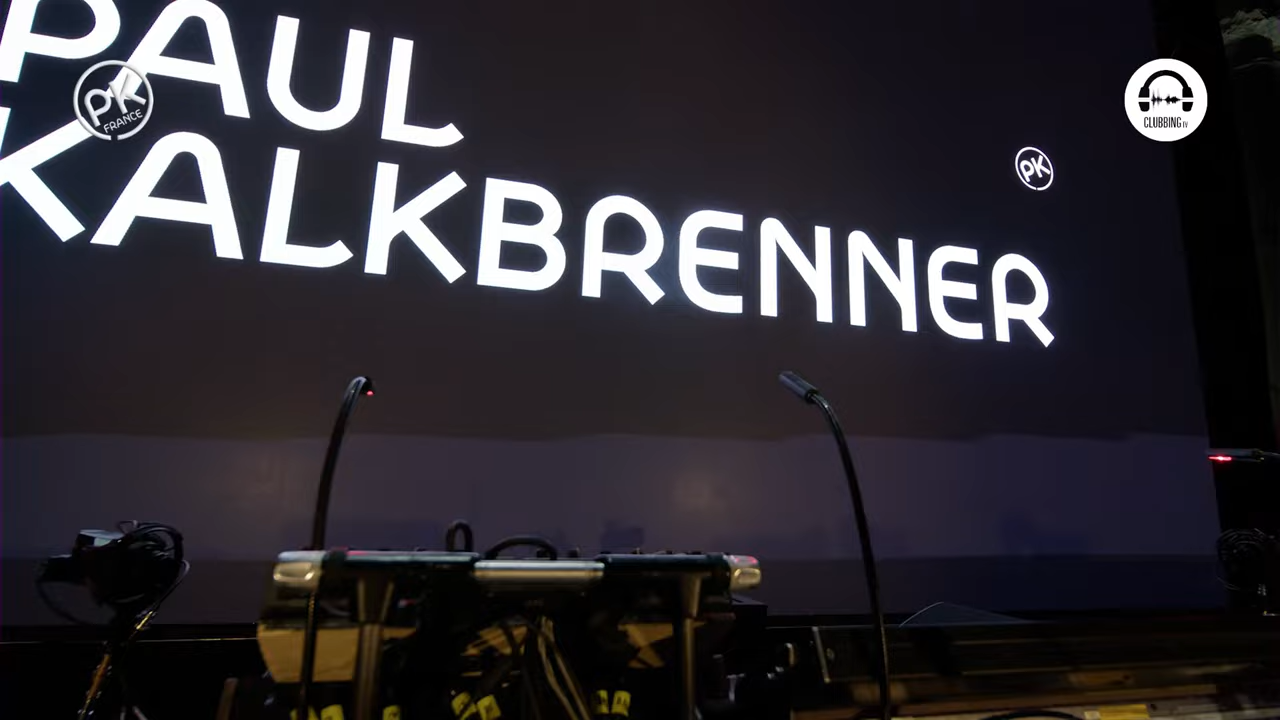 PAUL
KALKBRENNER
PK
FRANCE
PK
CLUBBING TV